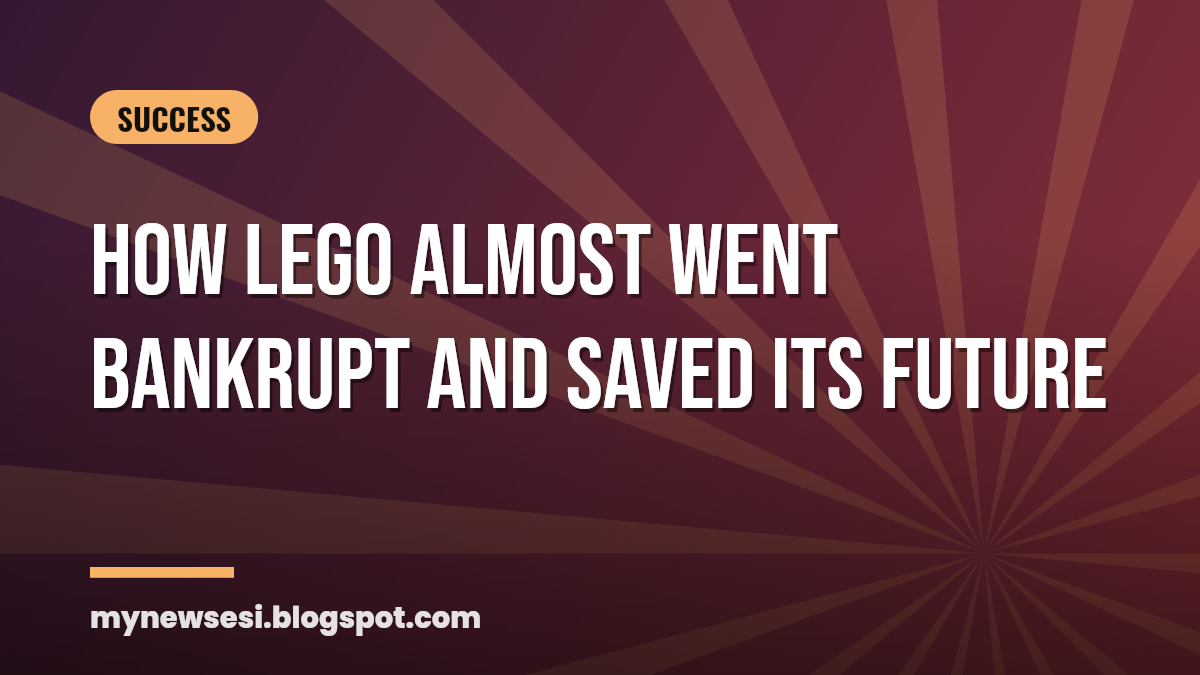 SUCCESS
HOW LEGO ALMOST WENT
BANKRUPT AND SAVED ITS FUTURE
mynewsesi.blogspot.com